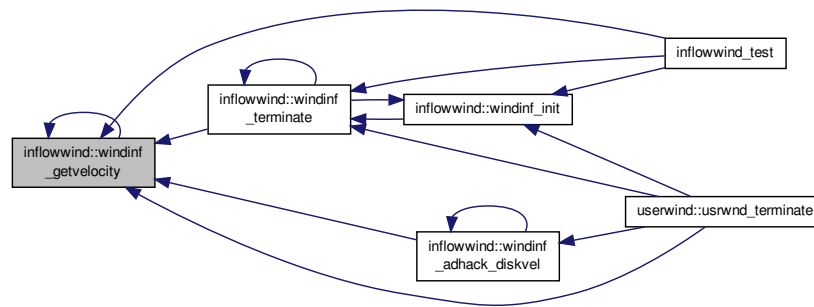 inflowwind::windinf
_getvelocity
inflowwind::windinf
_terminate
inflowwind_test
inflowwind::windinf_init
userwind::usrwnd_terminate
inflowwind::windinf
_adhack_diskvel